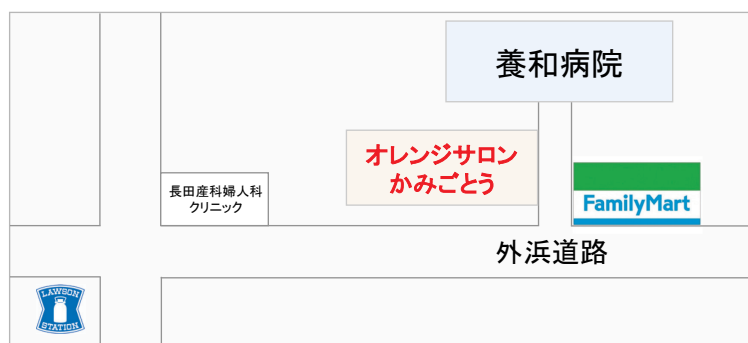 養和病院
オレンジサロン
かみごとう
長田産科婦人科
クリニック
FamilyMart
外浜道路
LAWSON
STATION